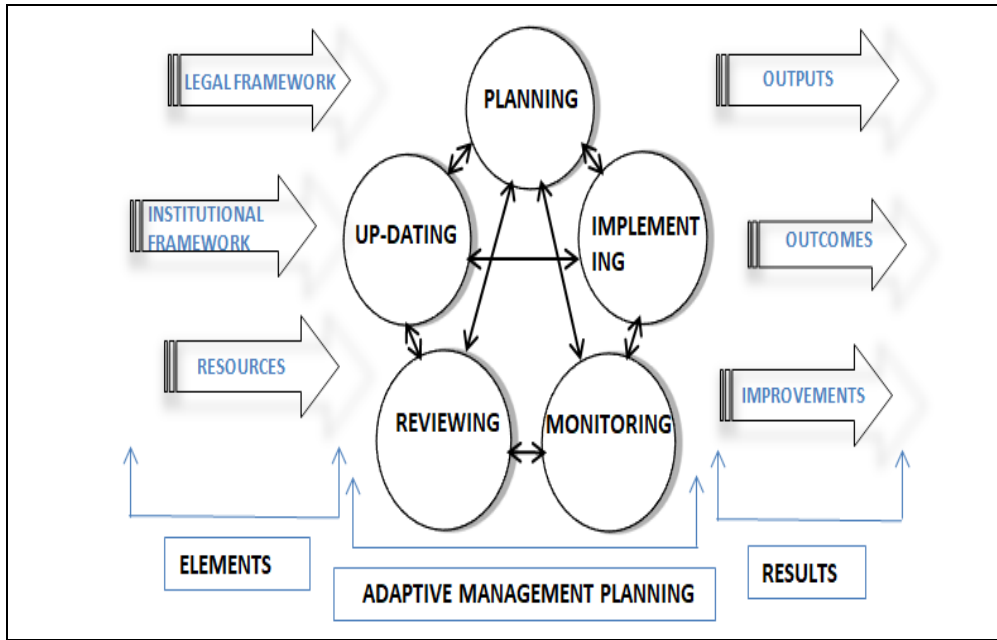 LEGAL FRAMEWORK
PLANNING
OUTPUTS
INSTITUTIONAL
FRAMEWORK
UP-DATING
IMPLEMENT
ING
OUTCOMES
RESOURCES
REVIEWING
MONITORING
IMPROVEMENTS
ELEMENTS
ADAPTIVE MANAGEMENT PLANNING
RESULTS